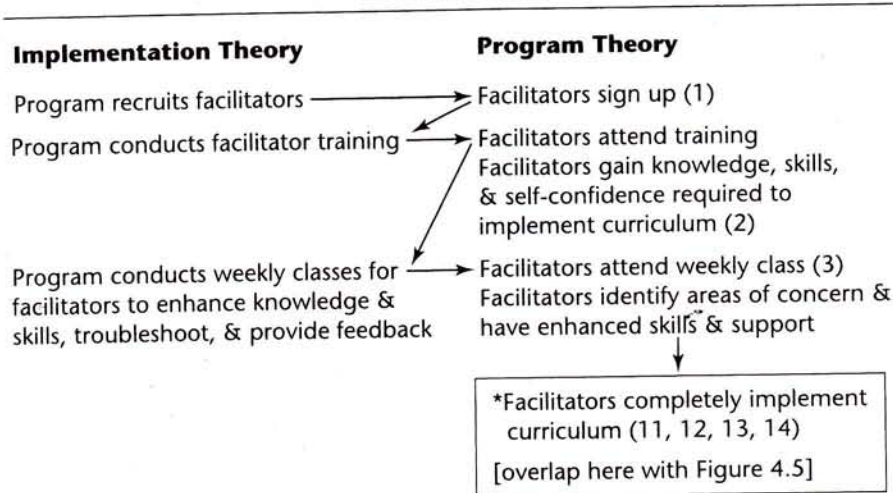 Implementation Theory
Program Theory
Program recruits facilitators
Facilitators sign up (1)
Program conducts facilitator training
Facilitators attend training
Facilitators gain knowledge, skills,
& self-confidence required to
implement curriculum (2)
Program conducts weekly classes for
facilitators to enhance knowledge &
skills, troubleshoot, & provide feedback
Facilitators attend weekly class (3)
Facilitators identify areas of concern &
have enhanced skills & support
*Facilitators completely implement
curriculum (11, 12, 13, 14)
[overlap here with Figure 4.5]